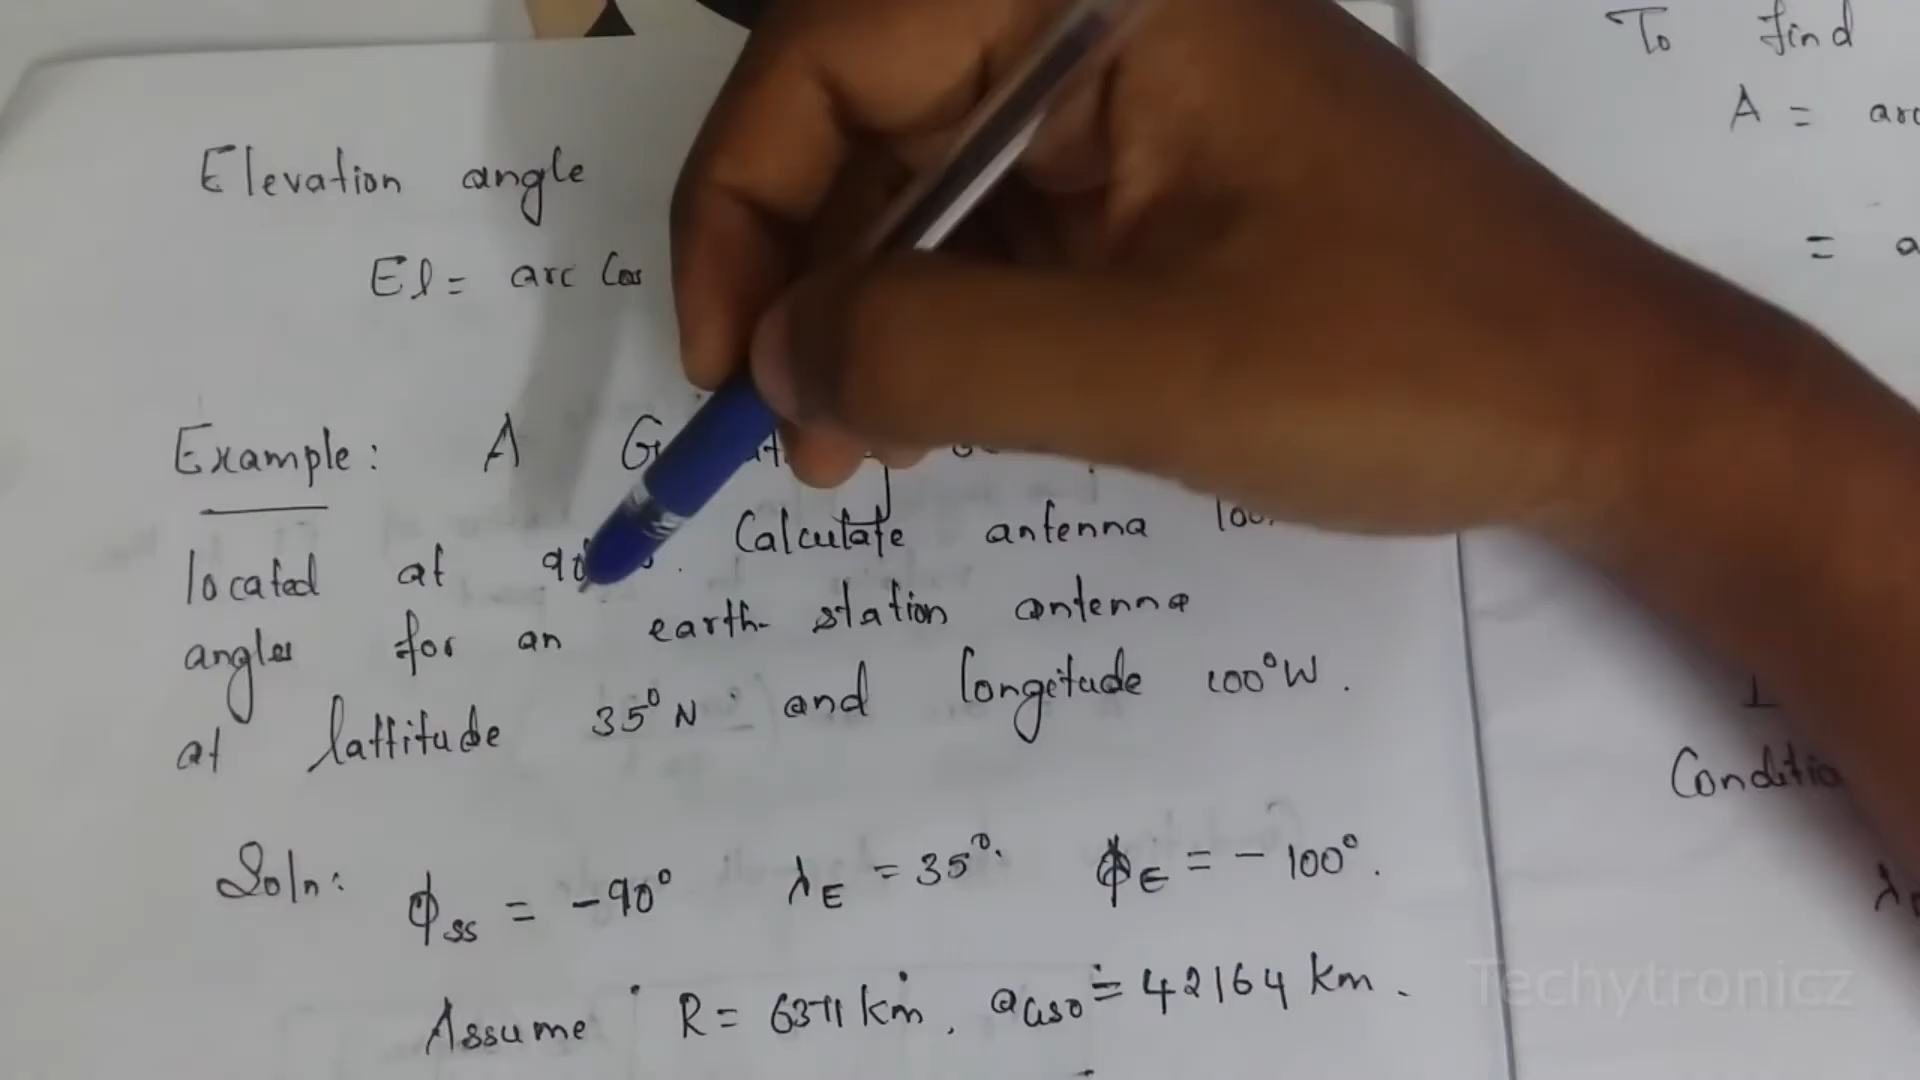 Elevation angle
El = arc Cos
Example: A
located at 90° . Calculate antenna
angles for an earth station antenna
at lattitude 35° N and longitude 100° W .
Soln: ϕss = -90° λE = 35°. ϕE = -100° .
Assume R = 6371 km , aGSO = 42164 km .
To find
A = arc
=
Conditio
Techytronicz